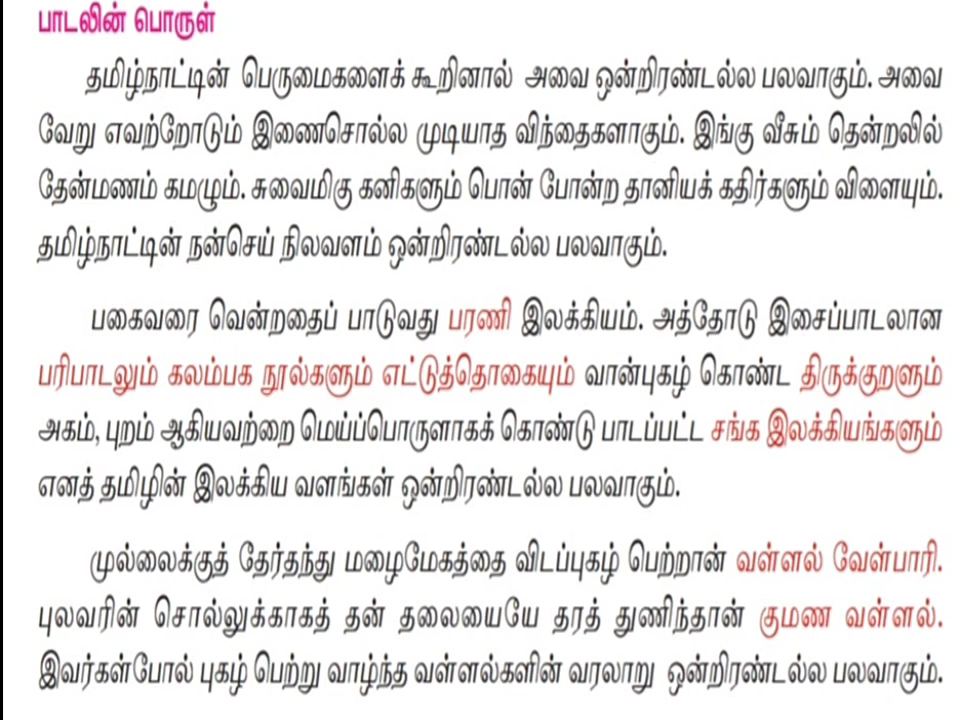 பாடலின் பொருள்
தமிழ்நாட்டின் பெருமைகளைக் கூறினால் அவை ஒன்றிரண்டல்ல பலவாகும். அவை
வேறு எவற்றோடும் இணைசொல்ல முடியாத விந்தைகளாகும். இங்கு வீசும் தென்றலில்
தேன்மணம் கமழும். சுவைமிகு கனிகளும் பொன் போன்ற தானியக் கதிர்களும் விளையும்.
தமிழ்நாட்டின் நன்செய் நிலவளம் ஒன்றிரண்டல்ல பலவாகும்.
பகைவரை வென்றதைப் பாடுவது பரணி இலக்கியம். அத்தோடு இசைப்பாடலான
பரிபாடலும் கலம்பக நூல்களும் எட்டுத்தொகையும் வான்புகழ் கொண்ட திருக்குறளும்
அகம், புறம் ஆகியவற்றை மெய்ப்பொருளாகக் கொண்டு பாடப்பட்ட சங்க இலக்கியங்களும்
எனத் தமிழின் இலக்கிய வளங்கள் ஒன்றிரண்டல்ல பலவாகும்.
முல்லைக்குத் தேர்தந்து மழைமேகத்தை விடப்புகழ் பெற்றான் வள்ளல் வேள்பாரி.
புலவரின் சொல்லுக்காகத் தன் தலையையே தரத் துணிந்தான் குமண வள்ளல்.
இவர்கள்போல் புகழ் பெற்று வாழ்ந்த வள்ளல்களின் வரலாறு ஒன்றிரண்டல்ல பலவாகும்.